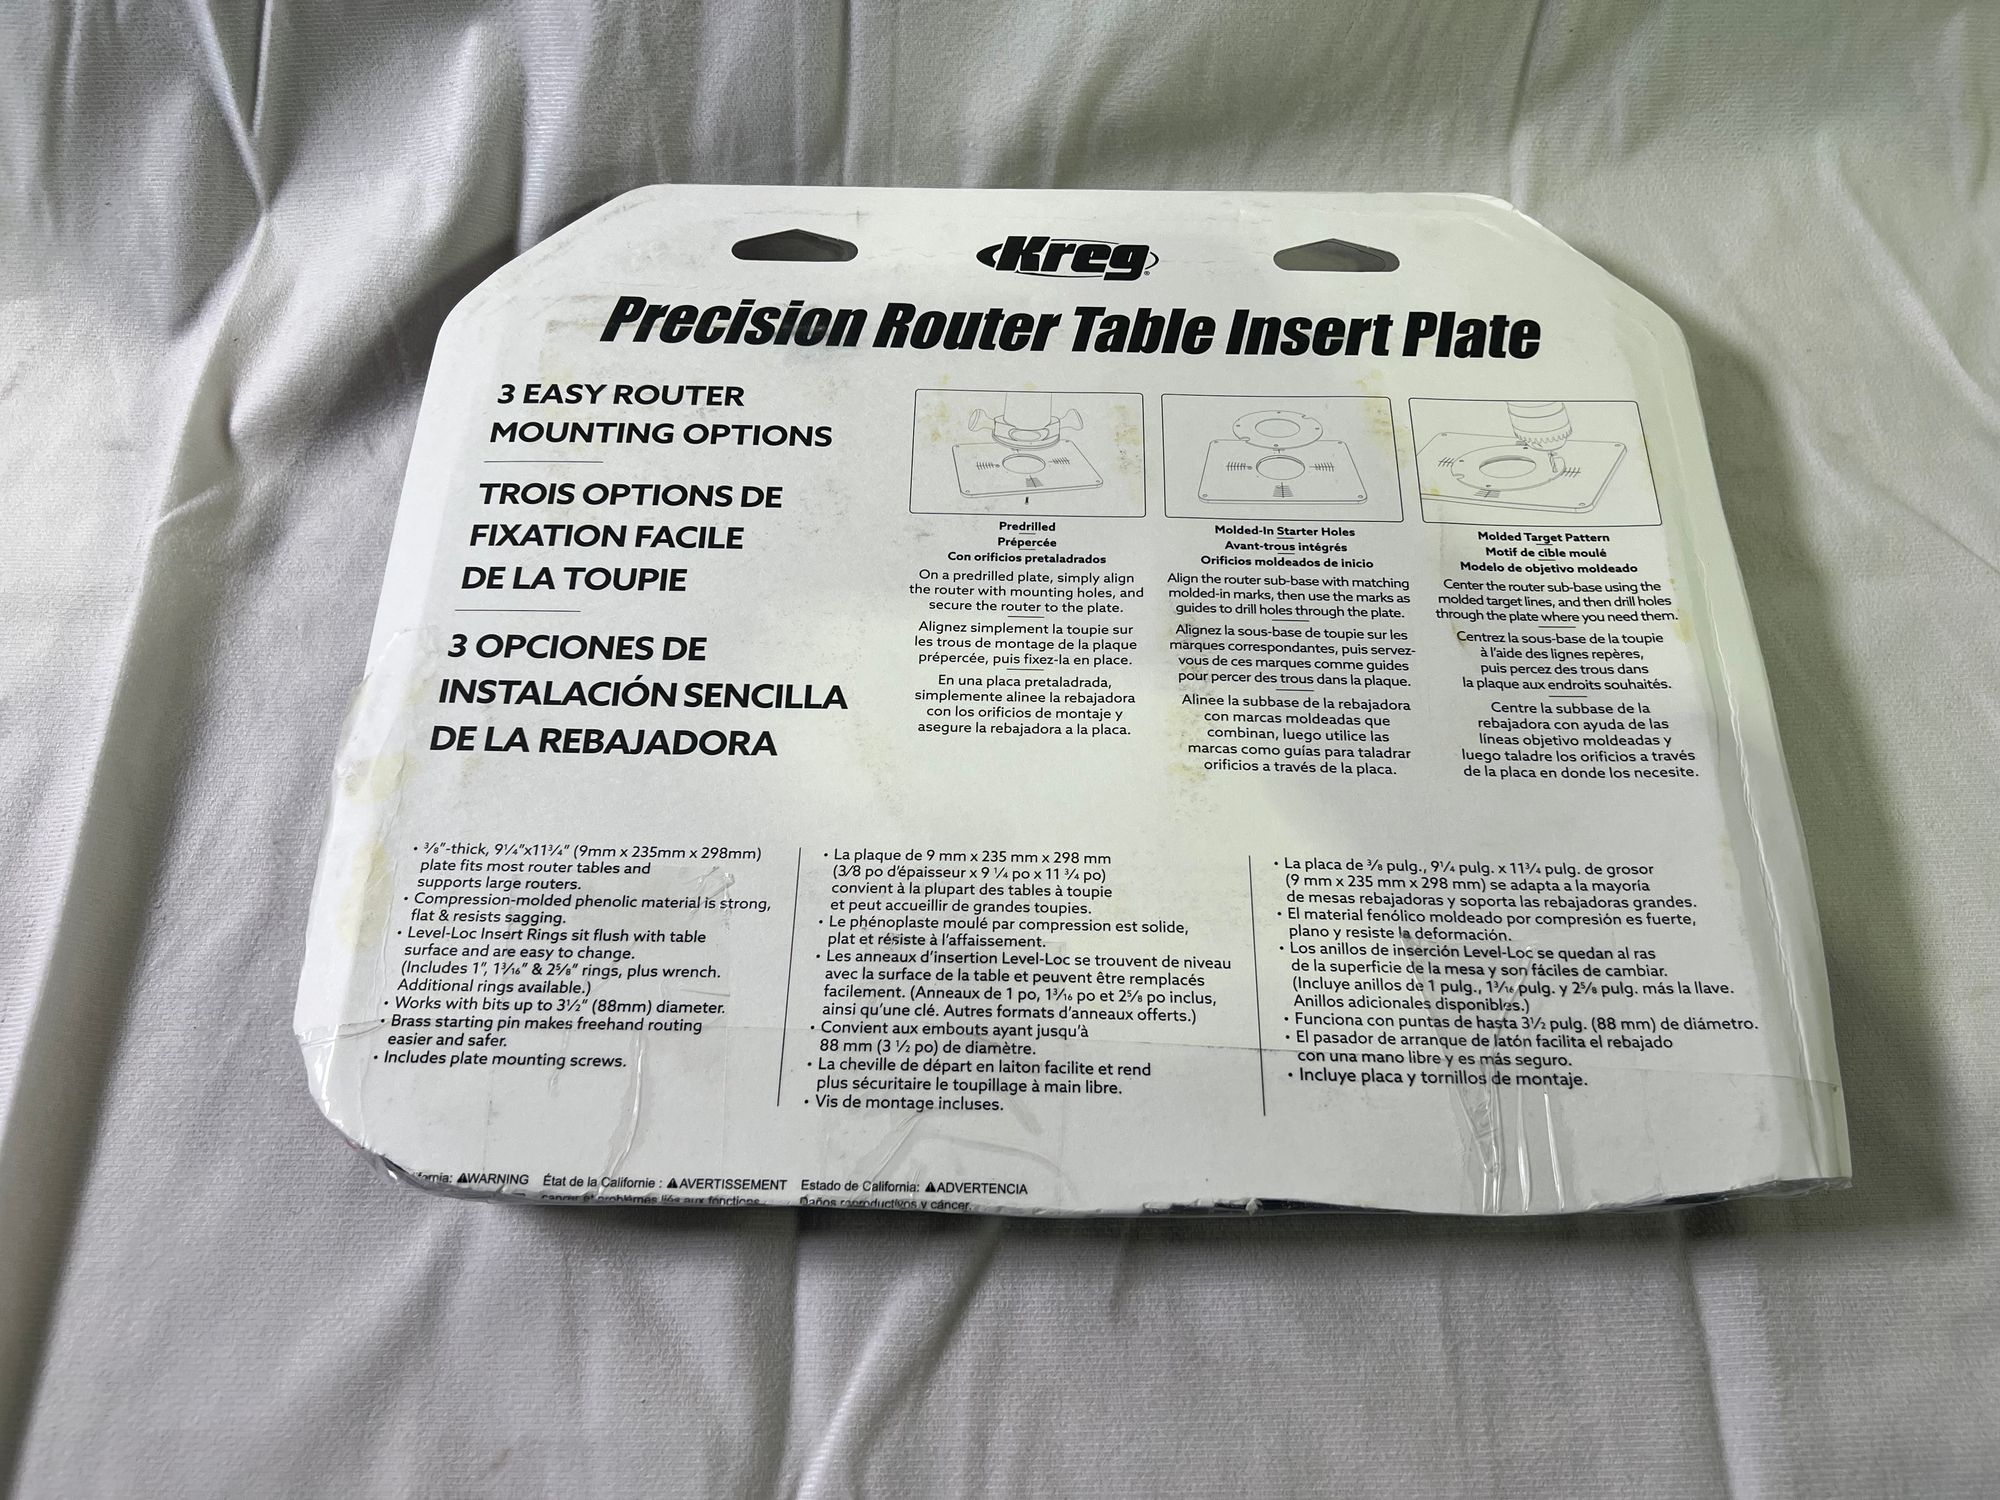 Kreg®
Precision Router Table Insert Plate
3 EASY ROUTER
MOUNTING OPTIONS
TROIS OPTIONS DE
FIXATION FACILE
DE LA TOUPIE
3 OPCIONES DE
INSTALACIÓN SENCILLA
DE LA REBAJADORA
Predrilled
Prépercée
Con orificios pretaladrados
On a predrilled plate, simply align
the router with mounting holes, and
secure the router to the plate.
Alignez simplement la toupie sur
les trous de montage de la plaque
prépercée, puis fixez-la en place.
En una placa pretaladrada,
simplemente alinee la rebajadora
con los orificios de montaje y
asegure la rebajadora a la placa.
Molded-In Starter Holes
Avant-trous intégrés
Orificios moldeados de inicio
Align the router sub-base with matching
molded-in marks, then use the marks as
guides to drill holes through the plate.
Alignez la sous-base de toupie sur les
marques correspondantes, puis servez-
vous de ces marques comme guides
pour percer des trous dans la plaque.
Alinee la subbase de la rebajadora
con marcas moldeadas que
combinan, luego utilice las
marcas como guías para taladrar
orificios a través de la placa.
Molded Target Pattern
Motif de cible moulé
Modelo de objetivo moldeado
Center the router sub-base using the
molded target lines, and then drill holes
through the plate where you need them.
Centrez la sous-base de la toupie
à l'aide des lignes repères,
puis percez des trous dans
la plaque aux endroits souhaités.
Centre la subbase de la
rebajadora con ayuda de las
líneas objetivo moldeadas y
luego taladre los orificios a través
de la placa en donde los necesite.
• ⅜"-thick, 9¼"x11¾" (9mm x 235mm x 298mm)
plate fits most router tables and
supports large routers.
• Compression-molded phenolic material is strong,
flat & resists sagging.
• Level-Loc Insert Rings sit flush with table
surface and are easy to change.
(Includes 1", 1³⁄₁₆" & 2⅝" rings, plus wrench.
Additional rings available.)
• Works with bits up to 3½" (88mm) diameter.
• Brass starting pin makes freehand routing
easier and safer.
• Includes plate mounting screws.
• La plaque de 9 mm x 235 mm x 298 mm
(3/8 po d'épaisseur x 9 ¼ po x 11 ¾ po)
convient à la plupart des tables à toupie
et peut accueillir de grandes toupies.
• Le phénoplaste moulé par compression est solide,
plat et résiste à l'affaissement.
• Les anneaux d'insertion Level-Loc se trouvent de niveau
avec la surface de la table et peuvent être remplacés
facilement. (Anneaux de 1 po, 1³⁄₁₆ po et 2⅝ po inclus,
ainsi qu'une clé. Autres formats d'anneaux offerts.)
• Convient aux embouts ayant jusqu'à
88 mm (3 ½ po) de diamètre.
• La cheville de départ en laiton facilite et rend
plus sécuritaire le toupillage à main libre.
• Vis de montage incluses.
• La placa de ⅜ pulg., 9¼ pulg. x 11¾ pulg. de grosor
(9 mm x 235 mm x 298 mm) se adapta a la mayoría
de mesas rebajadoras y soporta las rebajadoras grandes.
• El material fenólico moldeado por compresión es fuerte,
plano y resiste la deformación.
• Los anillos de inserción Level-Loc se quedan al ras
de la superficie de la mesa y son fáciles de cambiar.
(Incluye anillos de 1 pulg., 1³⁄₁₆ pulg. y 2⅝ pulg. más la llave.
Anillos adicionales disponibles.)
• Funciona con puntas de hasta 3½ pulg. (88 mm) de diámetro.
• El pasador de arranque de latón facilita el rebajado
con una mano libre y es más seguro.
• Incluye placa y tornillos de montaje.
⚠WARNING
État de la Californie : ⚠AVERTISSEMENT
cancer et problèmes liés aux fonctions
Estado de California: ⚠ADVERTENCIA
Daños reproductivos y cáncer.